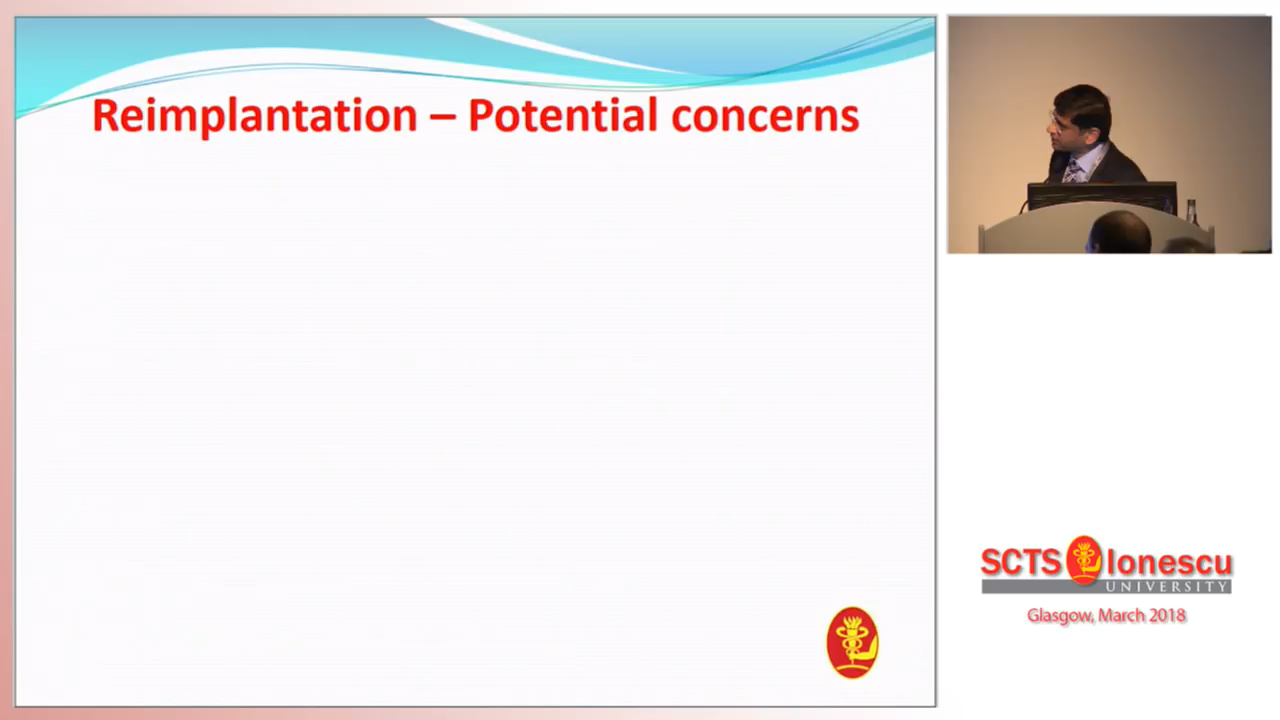 Reimplantation – Potential concerns
SCTS Ionescu
UNIVERSITY
Glasgow, March 2018